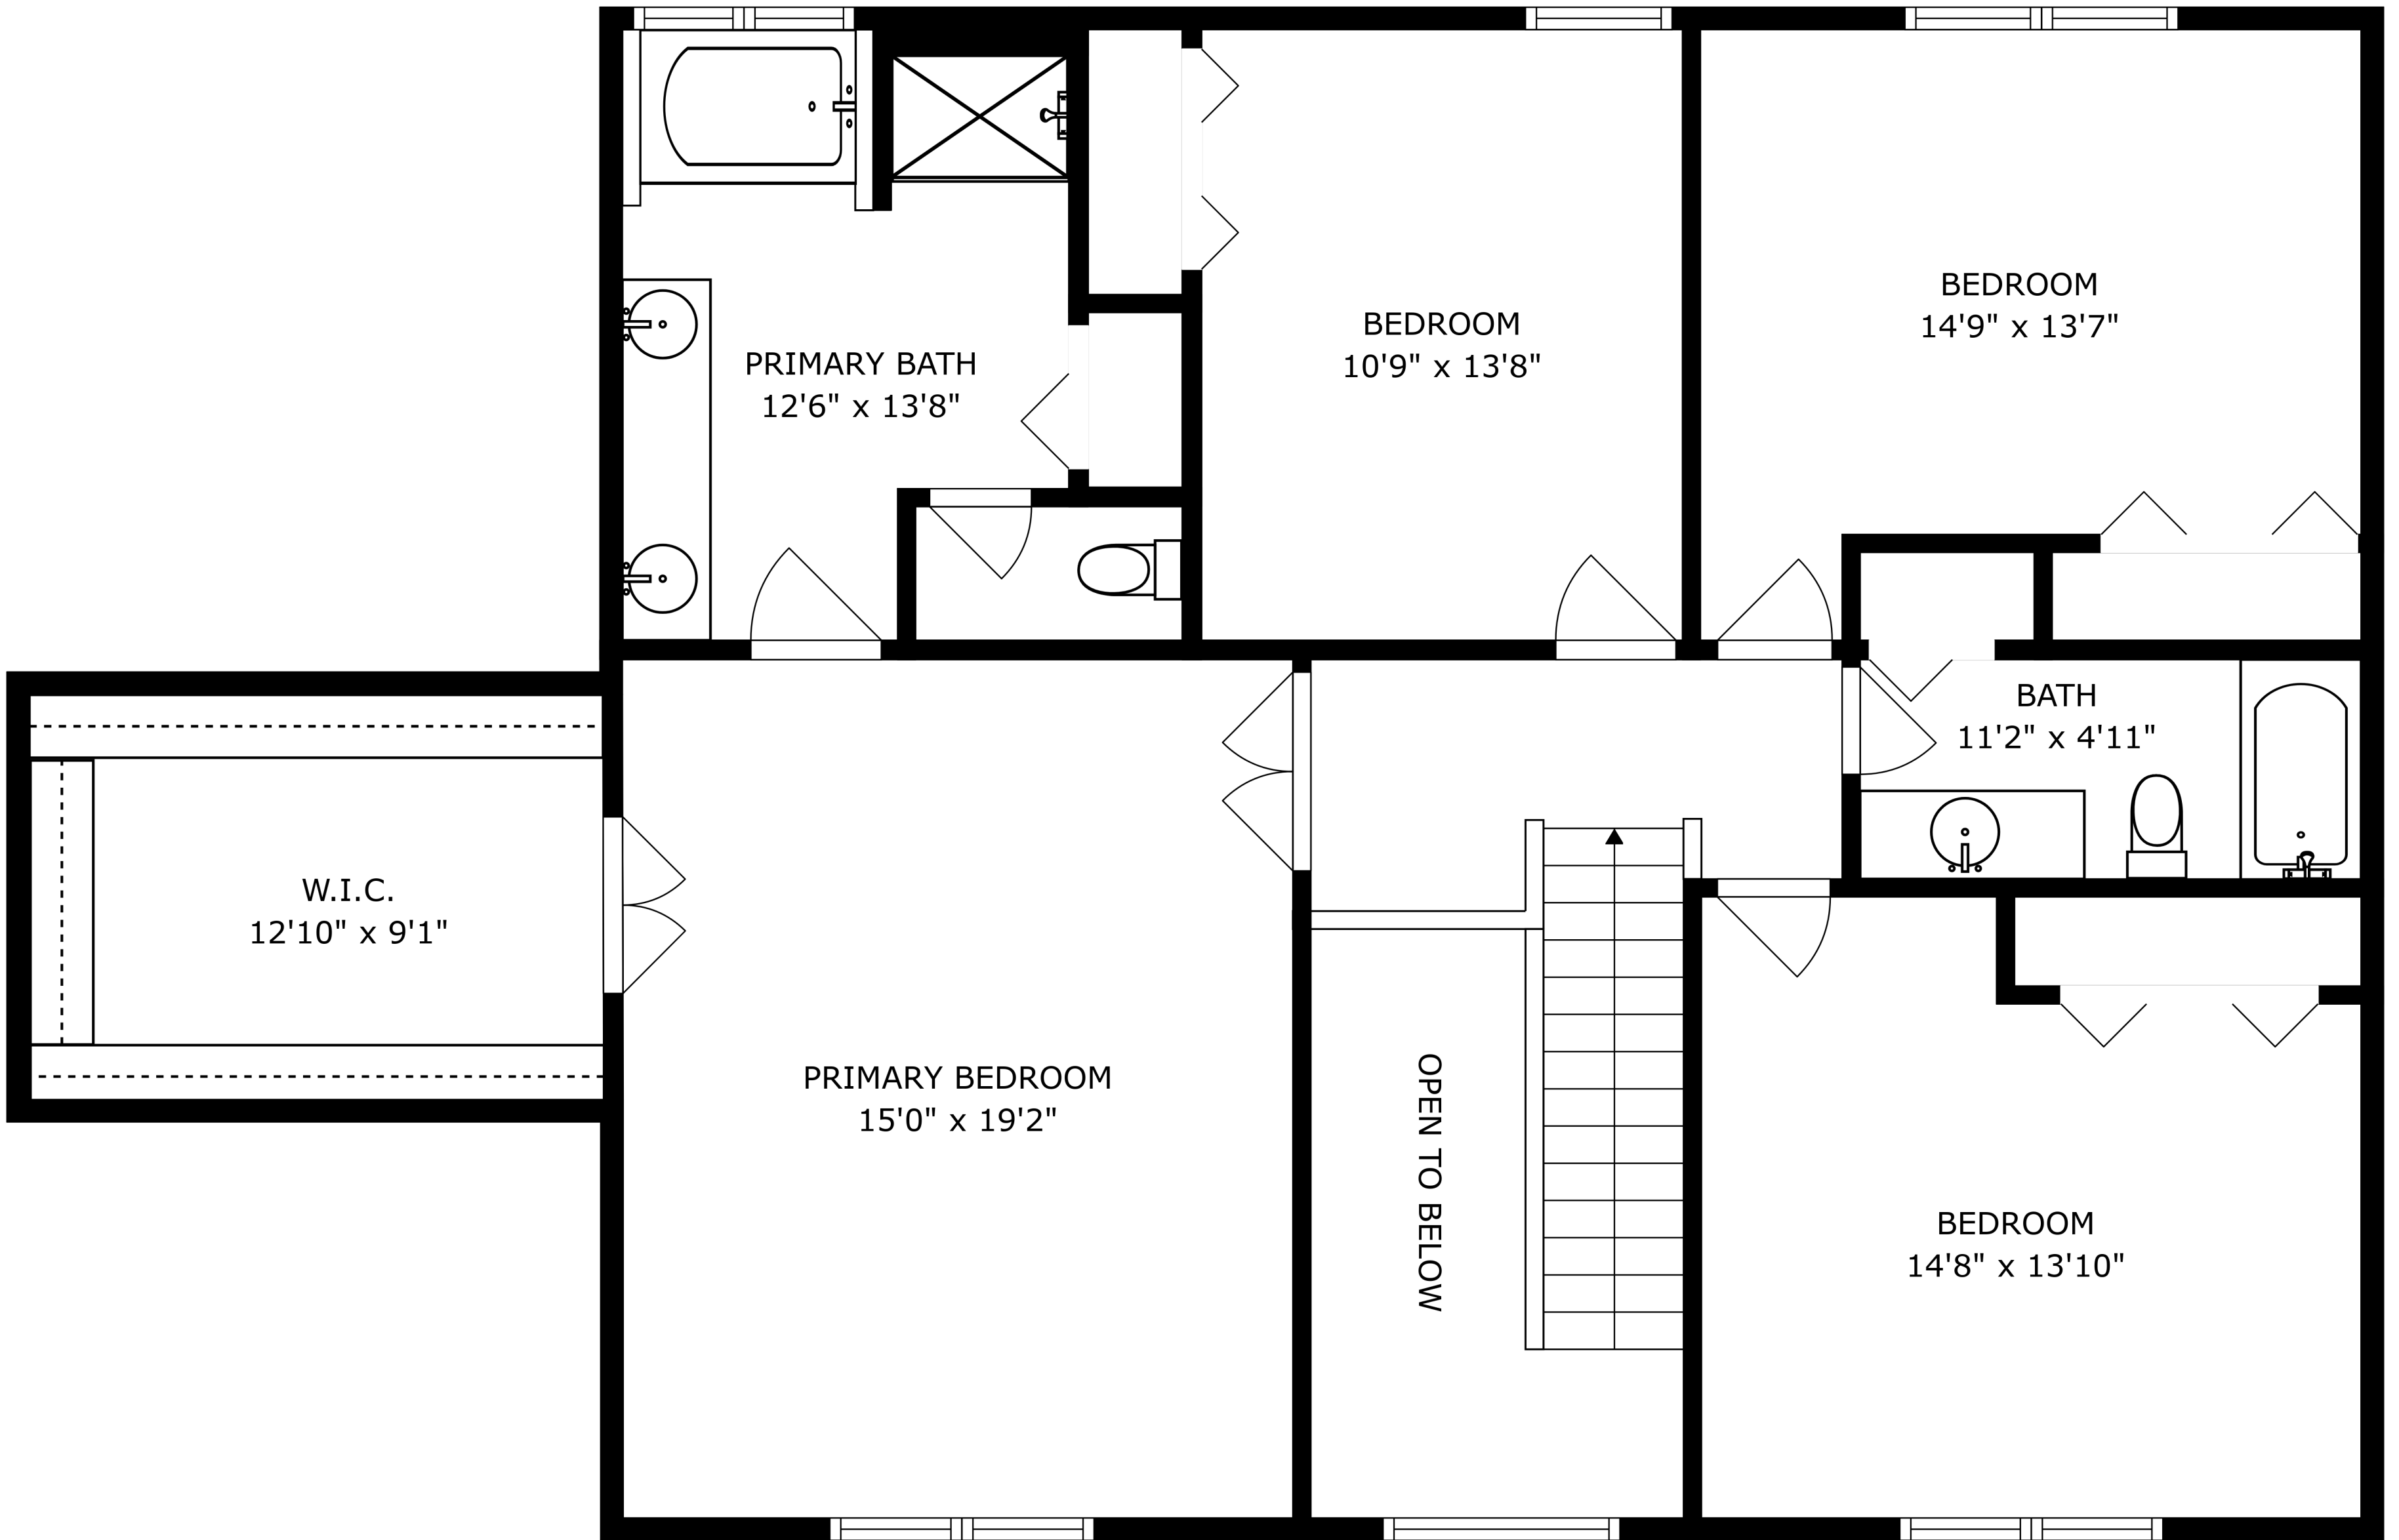 BEDROOM
14'9" x 13'7"
BEDROOM
10'9" x 13'8"
PRIMARY BATH
12'6" x 13'8"
BATH
11'2" x 4'11"
W.I.C.
12'10" x 9'1"
PRIMARY BEDROOM
15'0" x 19'2"
OPEN TO BELOW
BEDROOM
14'8" x 13'10"